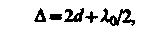 Δ = 2d + λ₀/2,